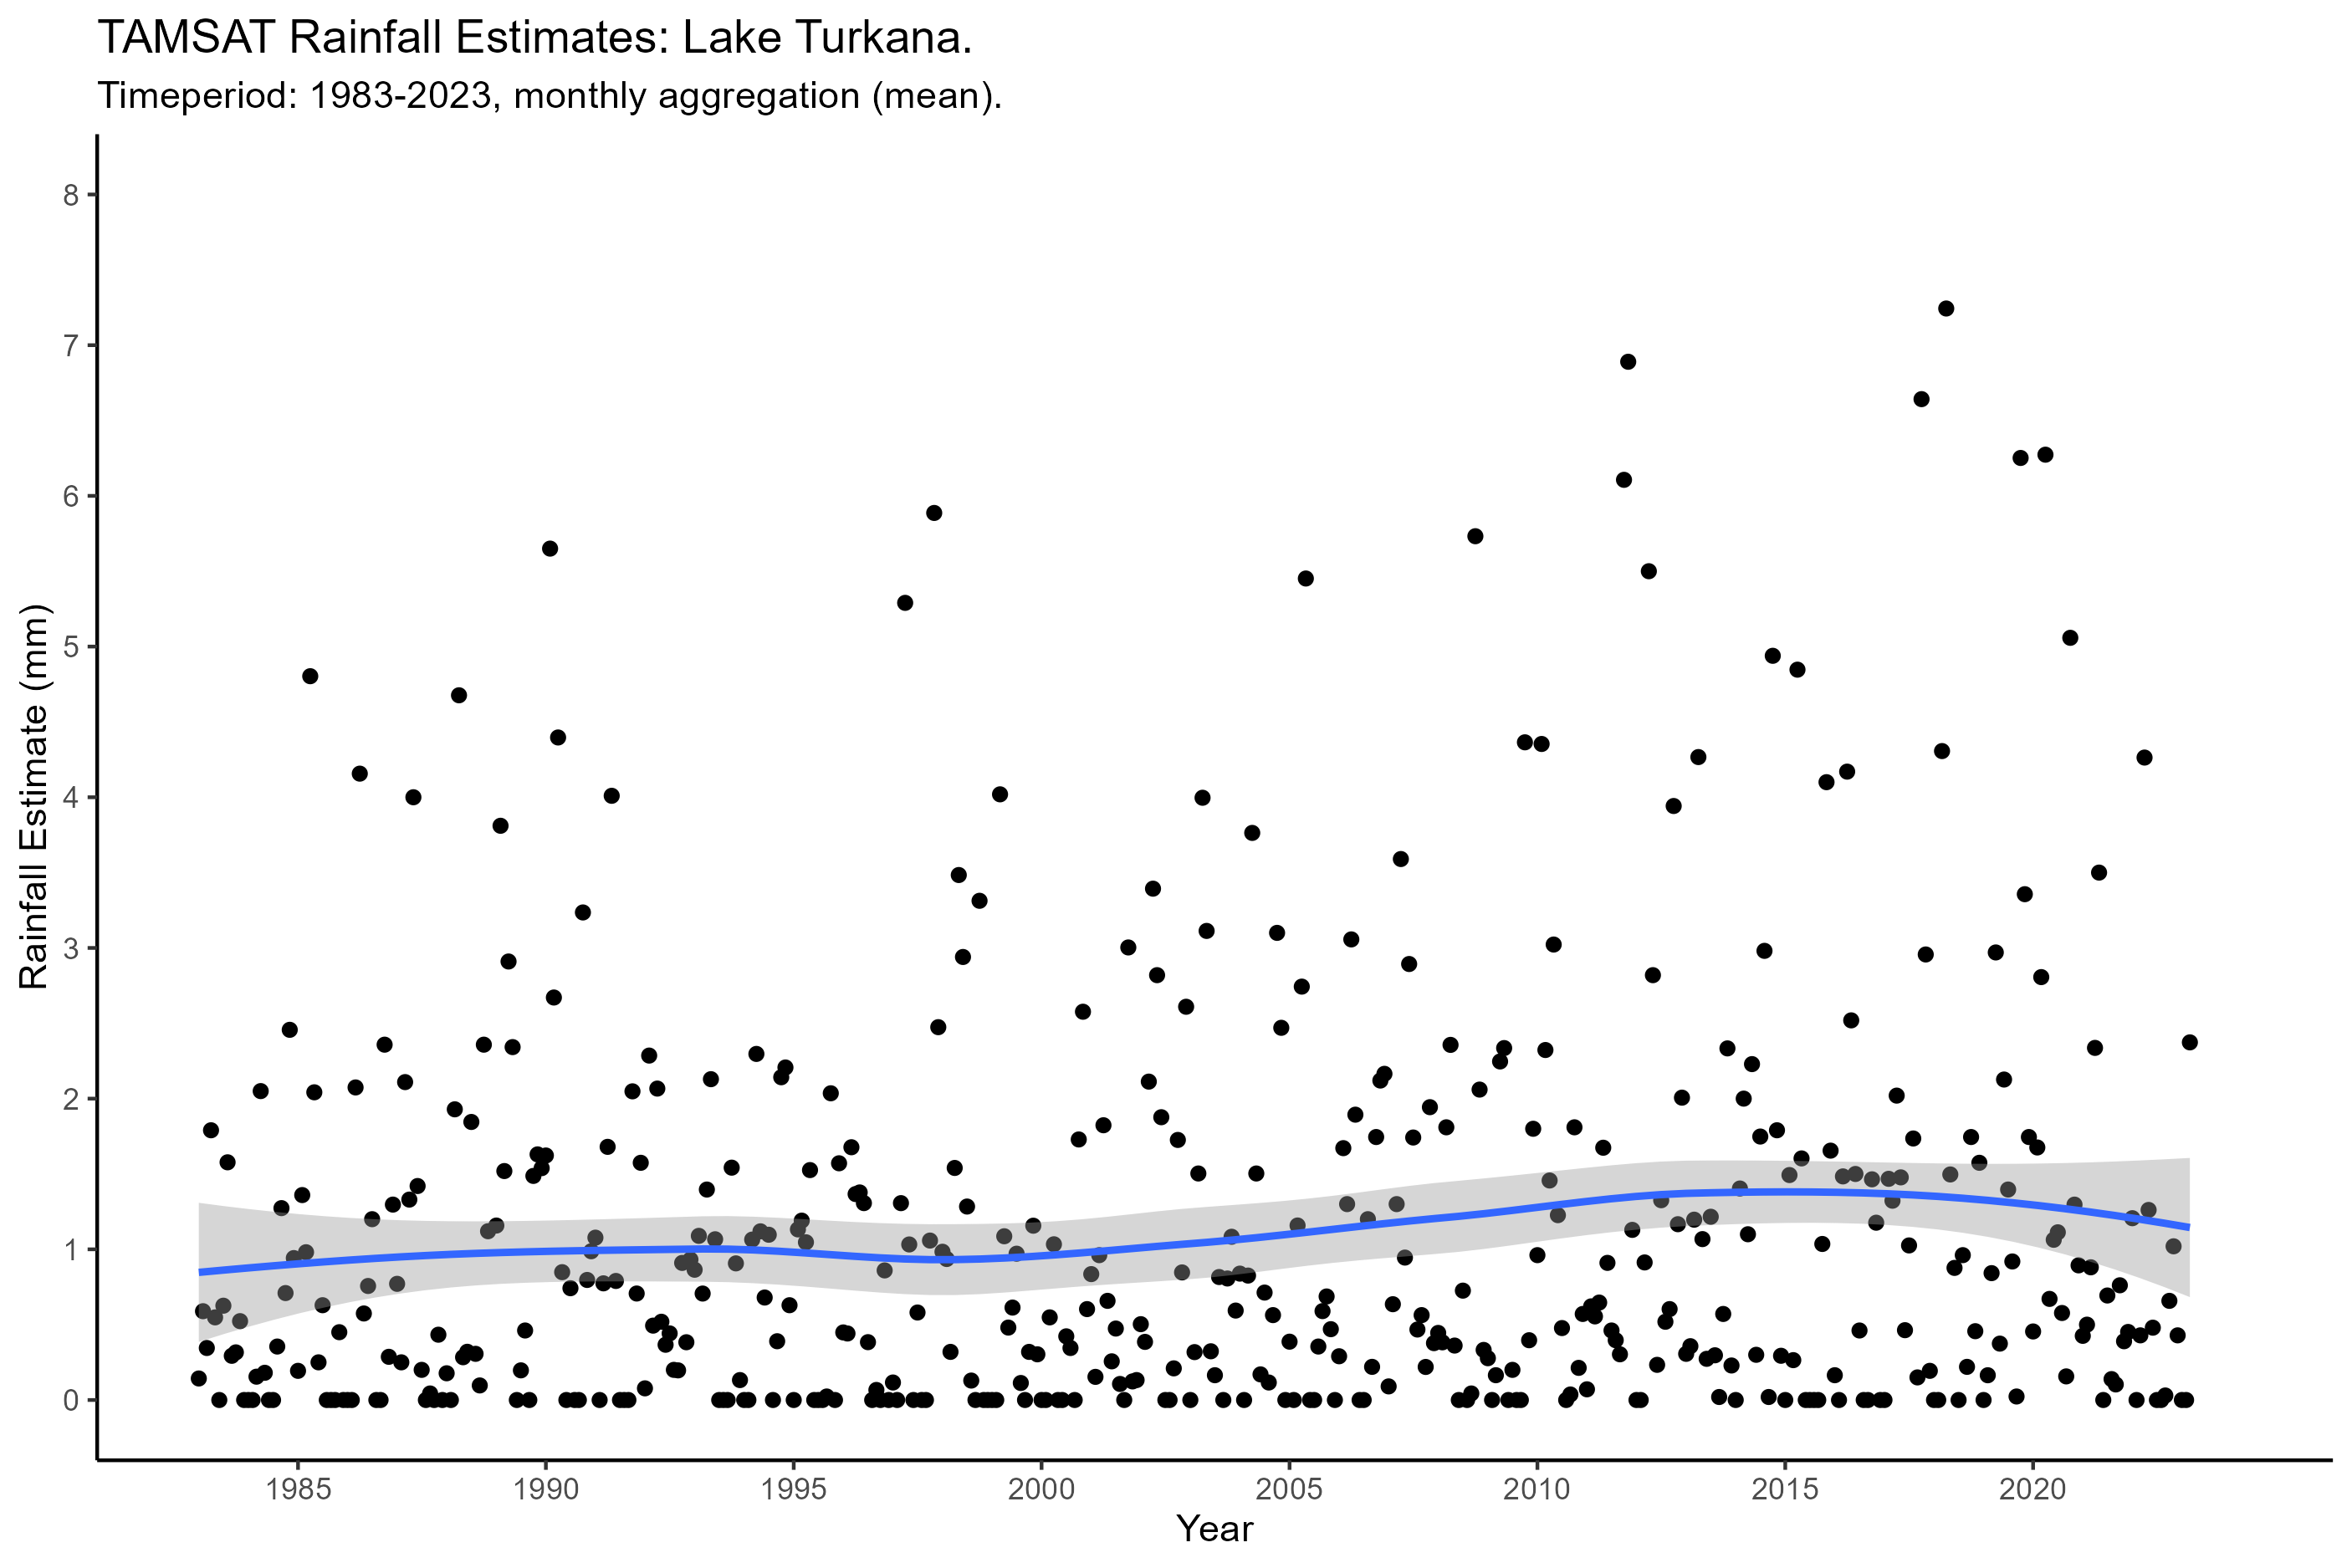 TAMSAT Rainfall Estimates: Lake Turkana.
Timeperiod: 1983-2023, monthly aggregation (mean).
Rainfall Estimate (mm)
8
7
6
5
4
3
2
1
0
1985 1990 1995 2000 2005 2010 2015 2020
Year